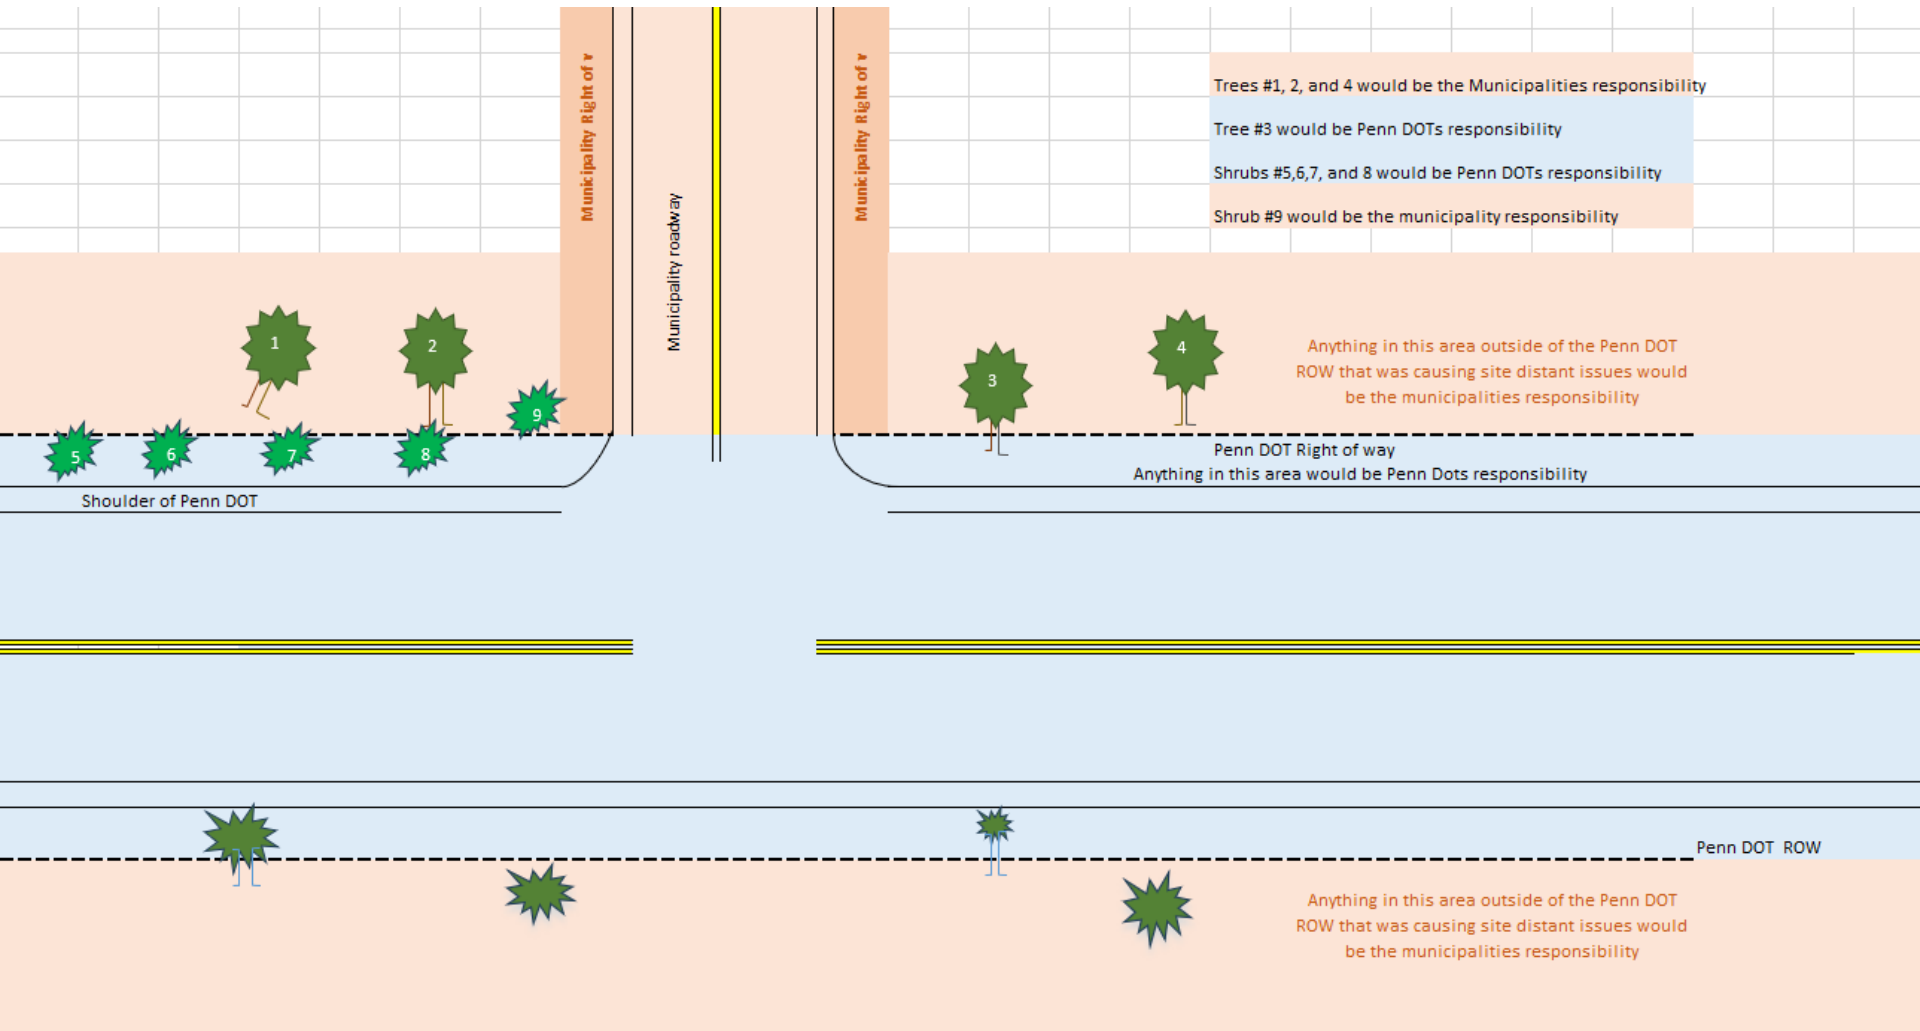 Municipality Right of
Municipality Right of
Municipality roadway
Trees #1, 2, and 4 would be the Municipalities responsibility
Tree #3 would be Penn DOTs responsibility
Shrubs #5,6,7, and 8 would be Penn DOTs responsibility
Shrub #9 would be the municipality responsibility
1
2
3
4
Anything in this area outside of the Penn DOT
ROW that was causing site distant issues would
be the municipalities responsibility
9
5
6
7
8
Penn DOT Right of way
Anything in this area would be Penn Dots responsibility
Shoulder of Penn DOT
Penn DOT ROW
Anything in this area outside of the Penn DOT
ROW that was causing site distant issues would
be the municipalities responsibility